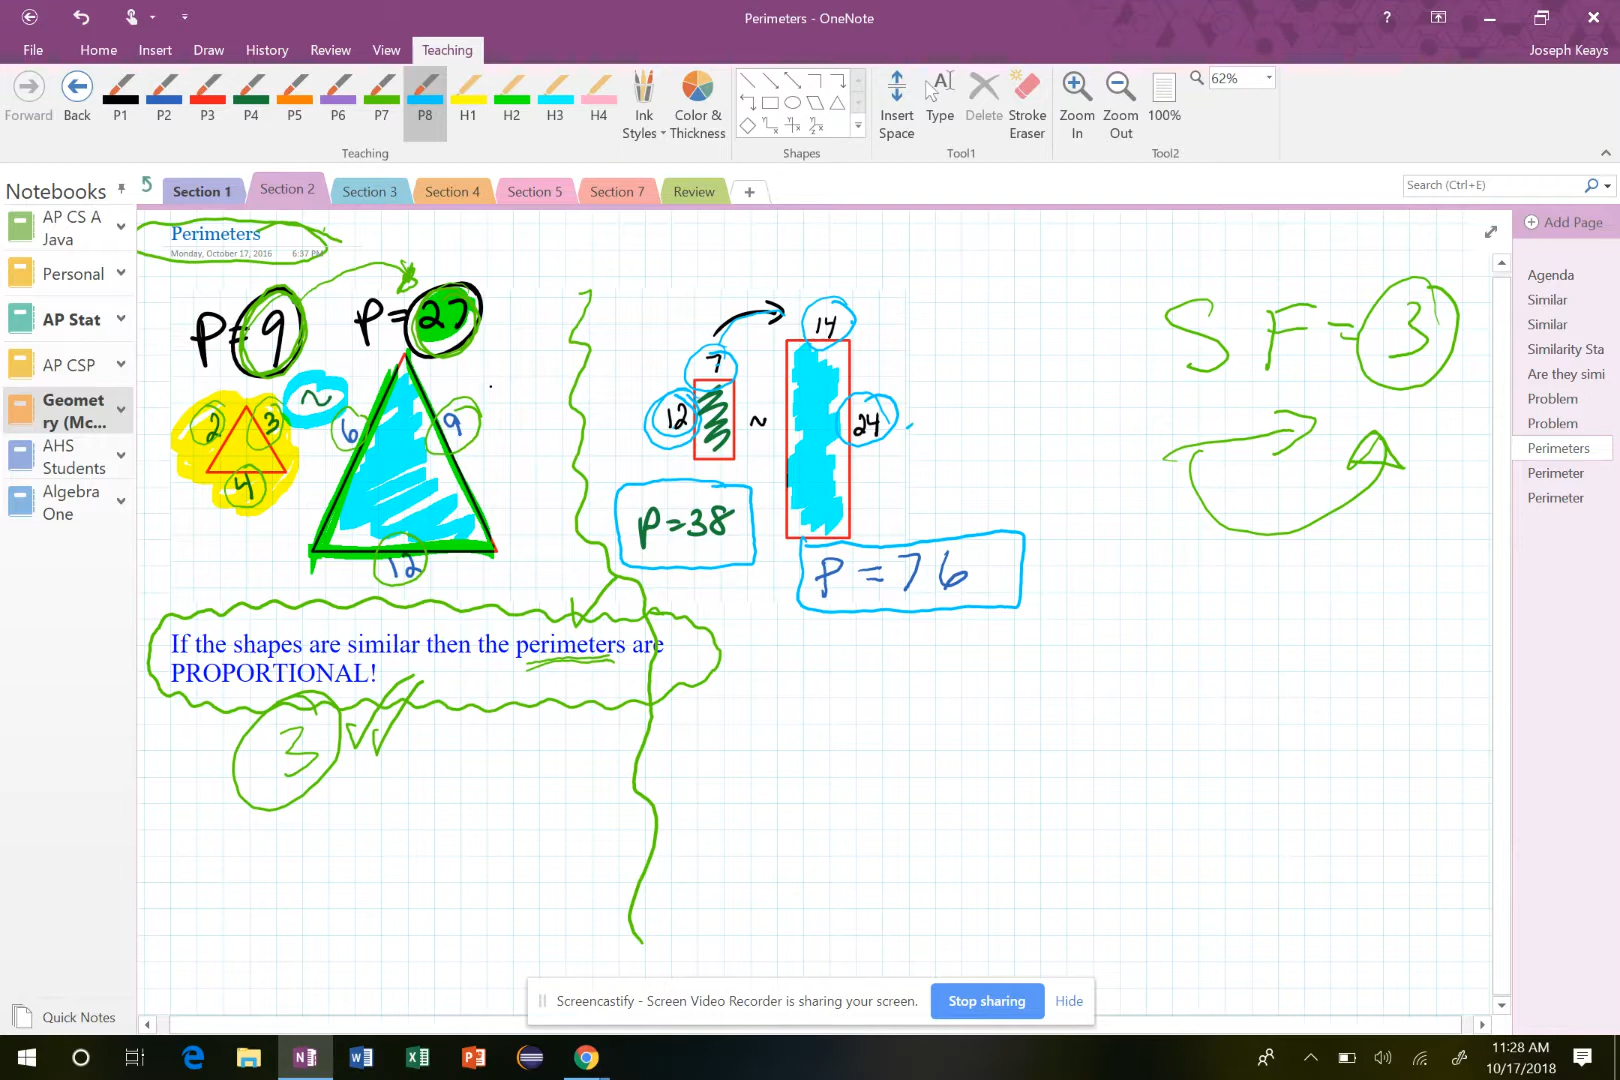 Perimeters - OneNote
?
File Home Insert Draw History Review View Teaching
Joseph Keays
Forward Back P1 P2 P3 P4 P5 P6 P7 P8 H1 H2 H3 H4 Ink Styles Color & Thickness
Insert Space Type Delete Stroke Eraser Zoom In Zoom Out 100% 62%
Teaching Shapes Tool1 Tool2
Notebooks
Section 1 Section 2 Section 3 Section 4 Section 5 Section 7 Review +
Search (Ctrl+E)
AP CS A
Java
Personal
AP Stat
AP CSP
Geomet
ry (Mc...
AHS
Students
Algebra
One
Quick Notes
Perimeters
Monday, October 17, 2016 6:37 PM
P=9 P=27
2 3 4
~
6 9
12
7 14
12 ~ 24
P=38
P=76
SF=3
If the shapes are similar then the perimeters are
PROPORTIONAL!
3
Add Page
Agenda
Similar
Similar
Similarity Sta
Are they simi
Problem
Problem
Perimeters
Perimeter
Perimeter
Screencastify - Screen Video Recorder is sharing your screen. Stop sharing Hide
11:28 AM
10/17/2018